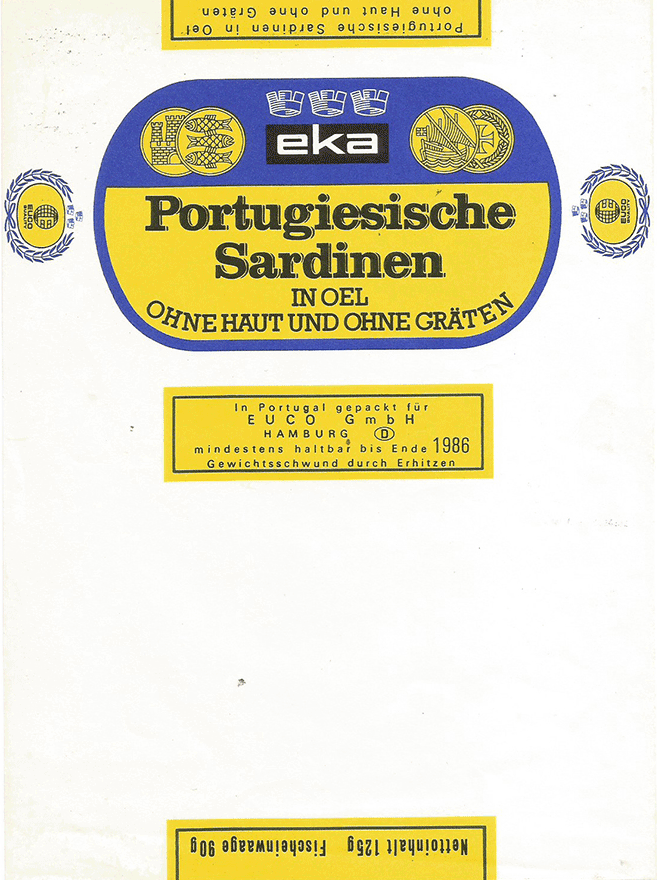 Portugiesische Sardinen in Oel
ohne Haut und ohne Gräten
eka
Portugiesische
Sardinen
IN OEL
OHNE HAUT UND OHNE GRÄTEN
EUCO
EUCO
In Portugal gepackt für
EUCO GmbH
HAMBURG D
mindestens haltbar bis Ende 1986
Gewichtsschwund durch Erhitzen
Nettoinhalt 125g Fischeinwaage 90g